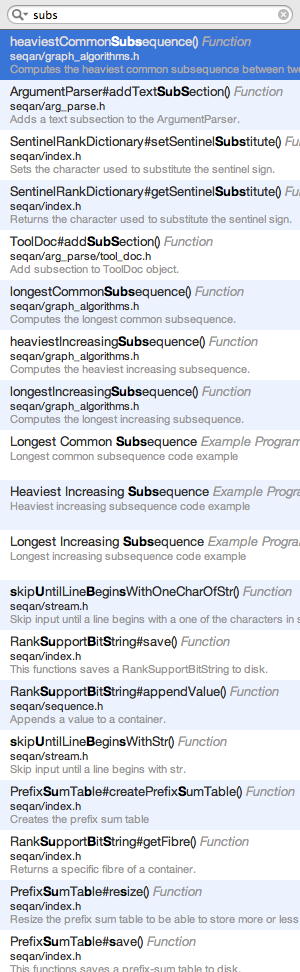 subs
heaviestCommonSubsequence() Function
seqan/graph_algorithms.h
Computes the heaviest common subsequence between two
ArgumentParser#addTextSubSection() Function
seqan/arg_parse.h
Adds a text subsection to the ArgumentParser.
SentinelRankDictionary#setSentinelSubstitute() Function
seqan/index.h
Sets the character used to substitute the sentinel sign.
SentinelRankDictionary#getSentinelSubstitute() Function
seqan/index.h
Returns the character used to substitute the sentinel sign.
ToolDoc#addSubSection() Function
seqan/arg_parse/tool_doc.h
Add subsection to ToolDoc object.
longestCommonSubsequence() Function
seqan/graph_algorithms.h
Computes the longest common subsequence.
heaviestIncreasingSubsequence() Function
seqan/graph_algorithms.h
Computes the heaviest increasing subsequence.
longestIncreasingSubsequence() Function
seqan/graph_algorithms.h
Computes the longest increasing subsequence.
Longest Common Subsequence Example Program
Longest common subsequence code example
Heaviest Increasing Subsequence Example Progra
Heaviest increasing subsequence code example
Longest Increasing Subsequence Example Progra
Longest increasing subsequence code example
skipUntilLineBeginsWithOneCharOfStr() Function
seqan/stream.h
Skip input until a line begins with a one of the characters in s
RankSupportBitString#save() Function
seqan/index.h
This functions saves a RankSupportBitString to disk.
RankSupportBitString#appendValue() Function
seqan/sequence.h
Appends a value to a container.
skipUntilLineBeginsWithStr() Function
seqan/stream.h
Skip input until a line begins with str.
PrefixSumTable#createPrefixSumTable() Function
seqan/index.h
Creates the prefix sum table
RankSupportBitString#getFibre() Function
seqan/index.h
Returns a specific fibre of a container.
PrefixSumTable#resize() Function
seqan/index.h
Resize the prefix sum table to be able to store more or less
PrefixSumTable#save() Function
seqan/index.h
This functions saves a prefix-sum table to disk.